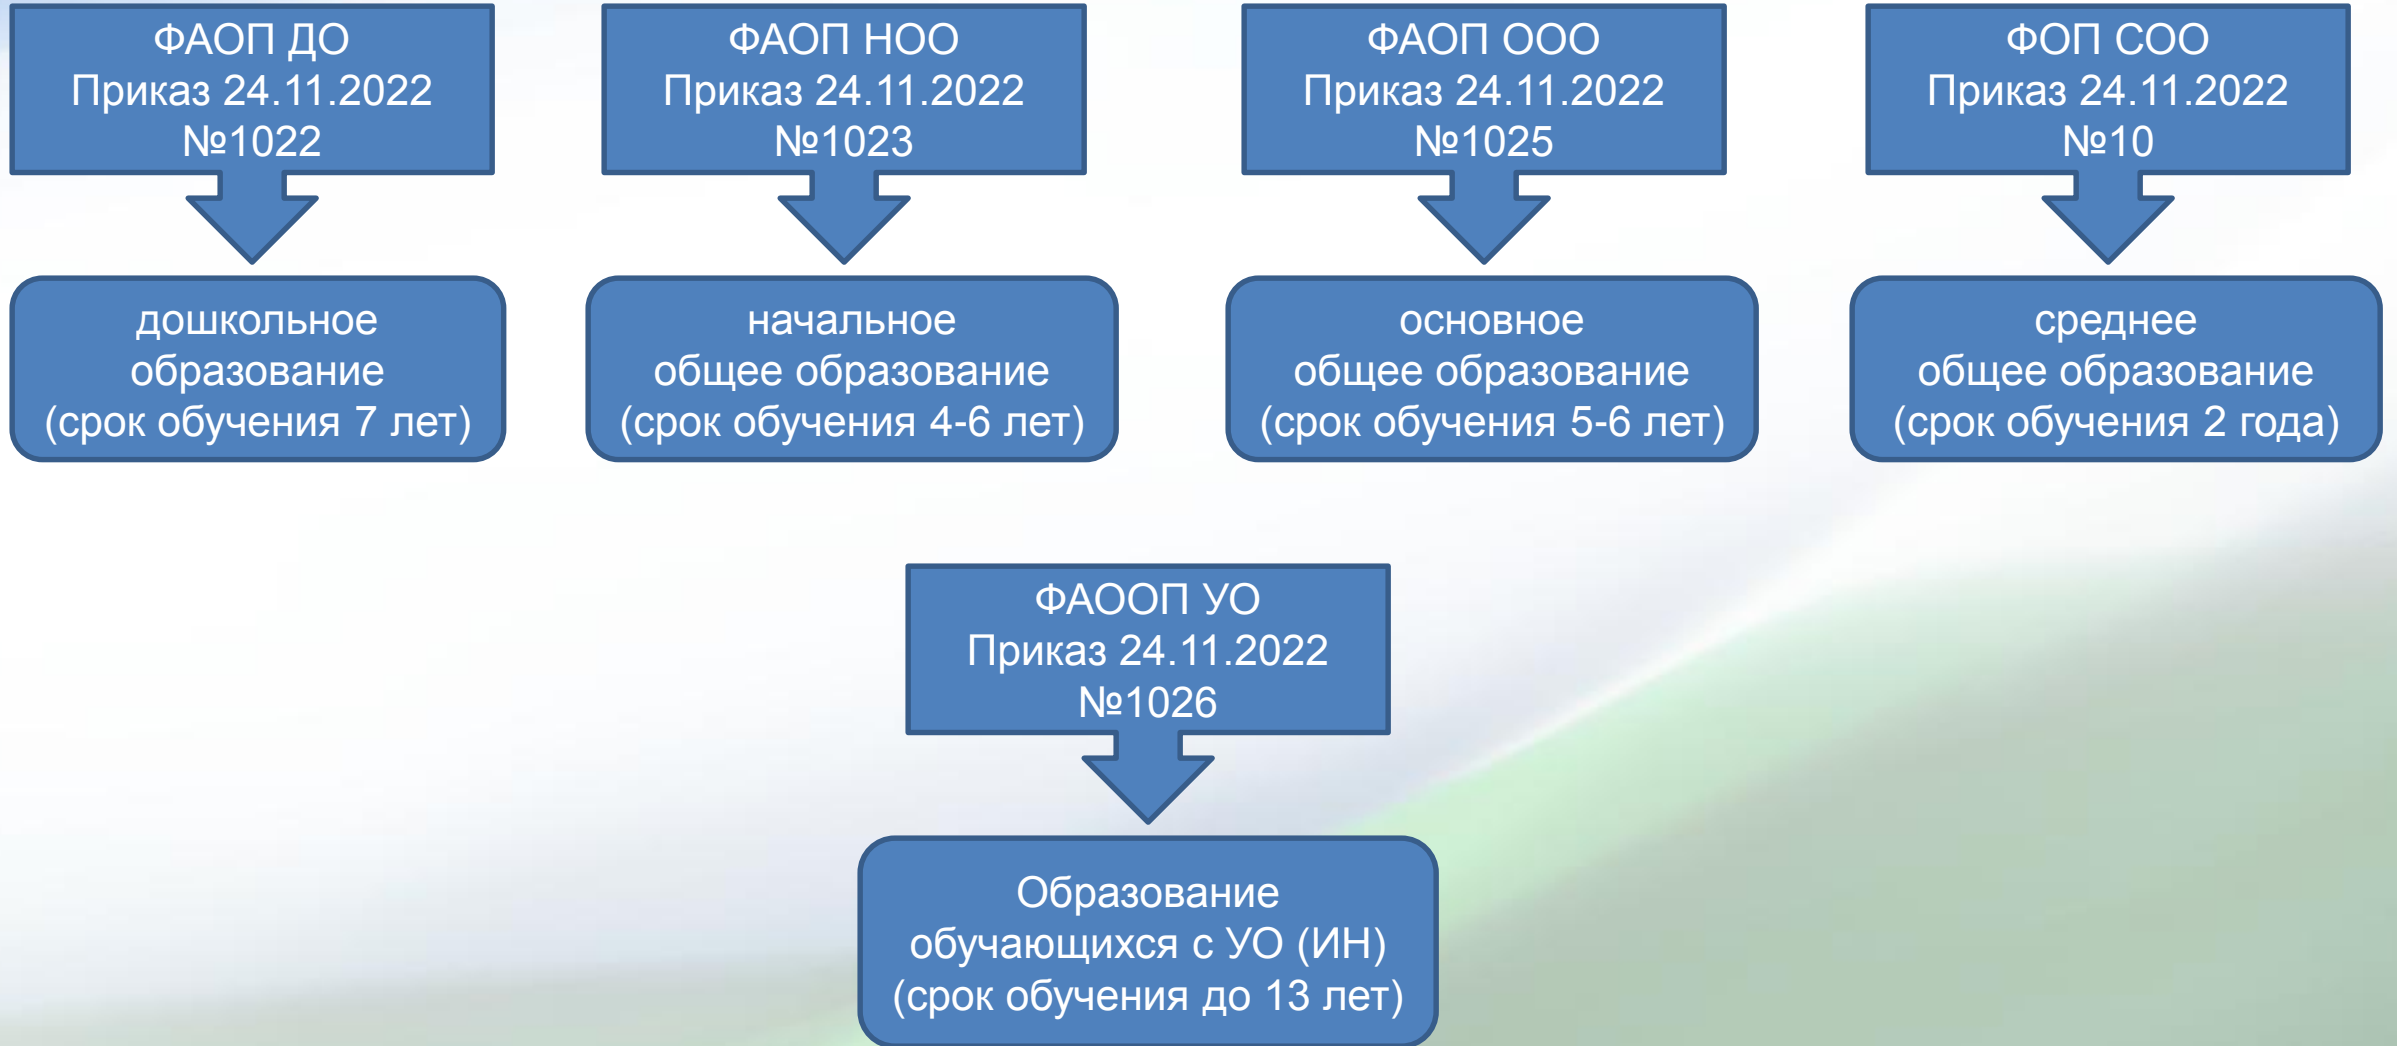 ФАОП ДО
Приказ 24.11.2022
№1022
ФАОП НОО
Приказ 24.11.2022
№1023
ФАОП ООО
Приказ 24.11.2022
№1025
ФОП СОО
Приказ 24.11.2022
№10
дошкольное
образование
(срок обучения 7 лет)
начальное
общее образование
(срок обучения 4-6 лет)
основное
общее образование
(срок обучения 5-6 лет)
среднее
общее образование
(срок обучения 2 года)
ФАООП УО
Приказ 24.11.2022
№1026
Образование
обучающихся с УО (ИН)
(срок обучения до 13 лет)